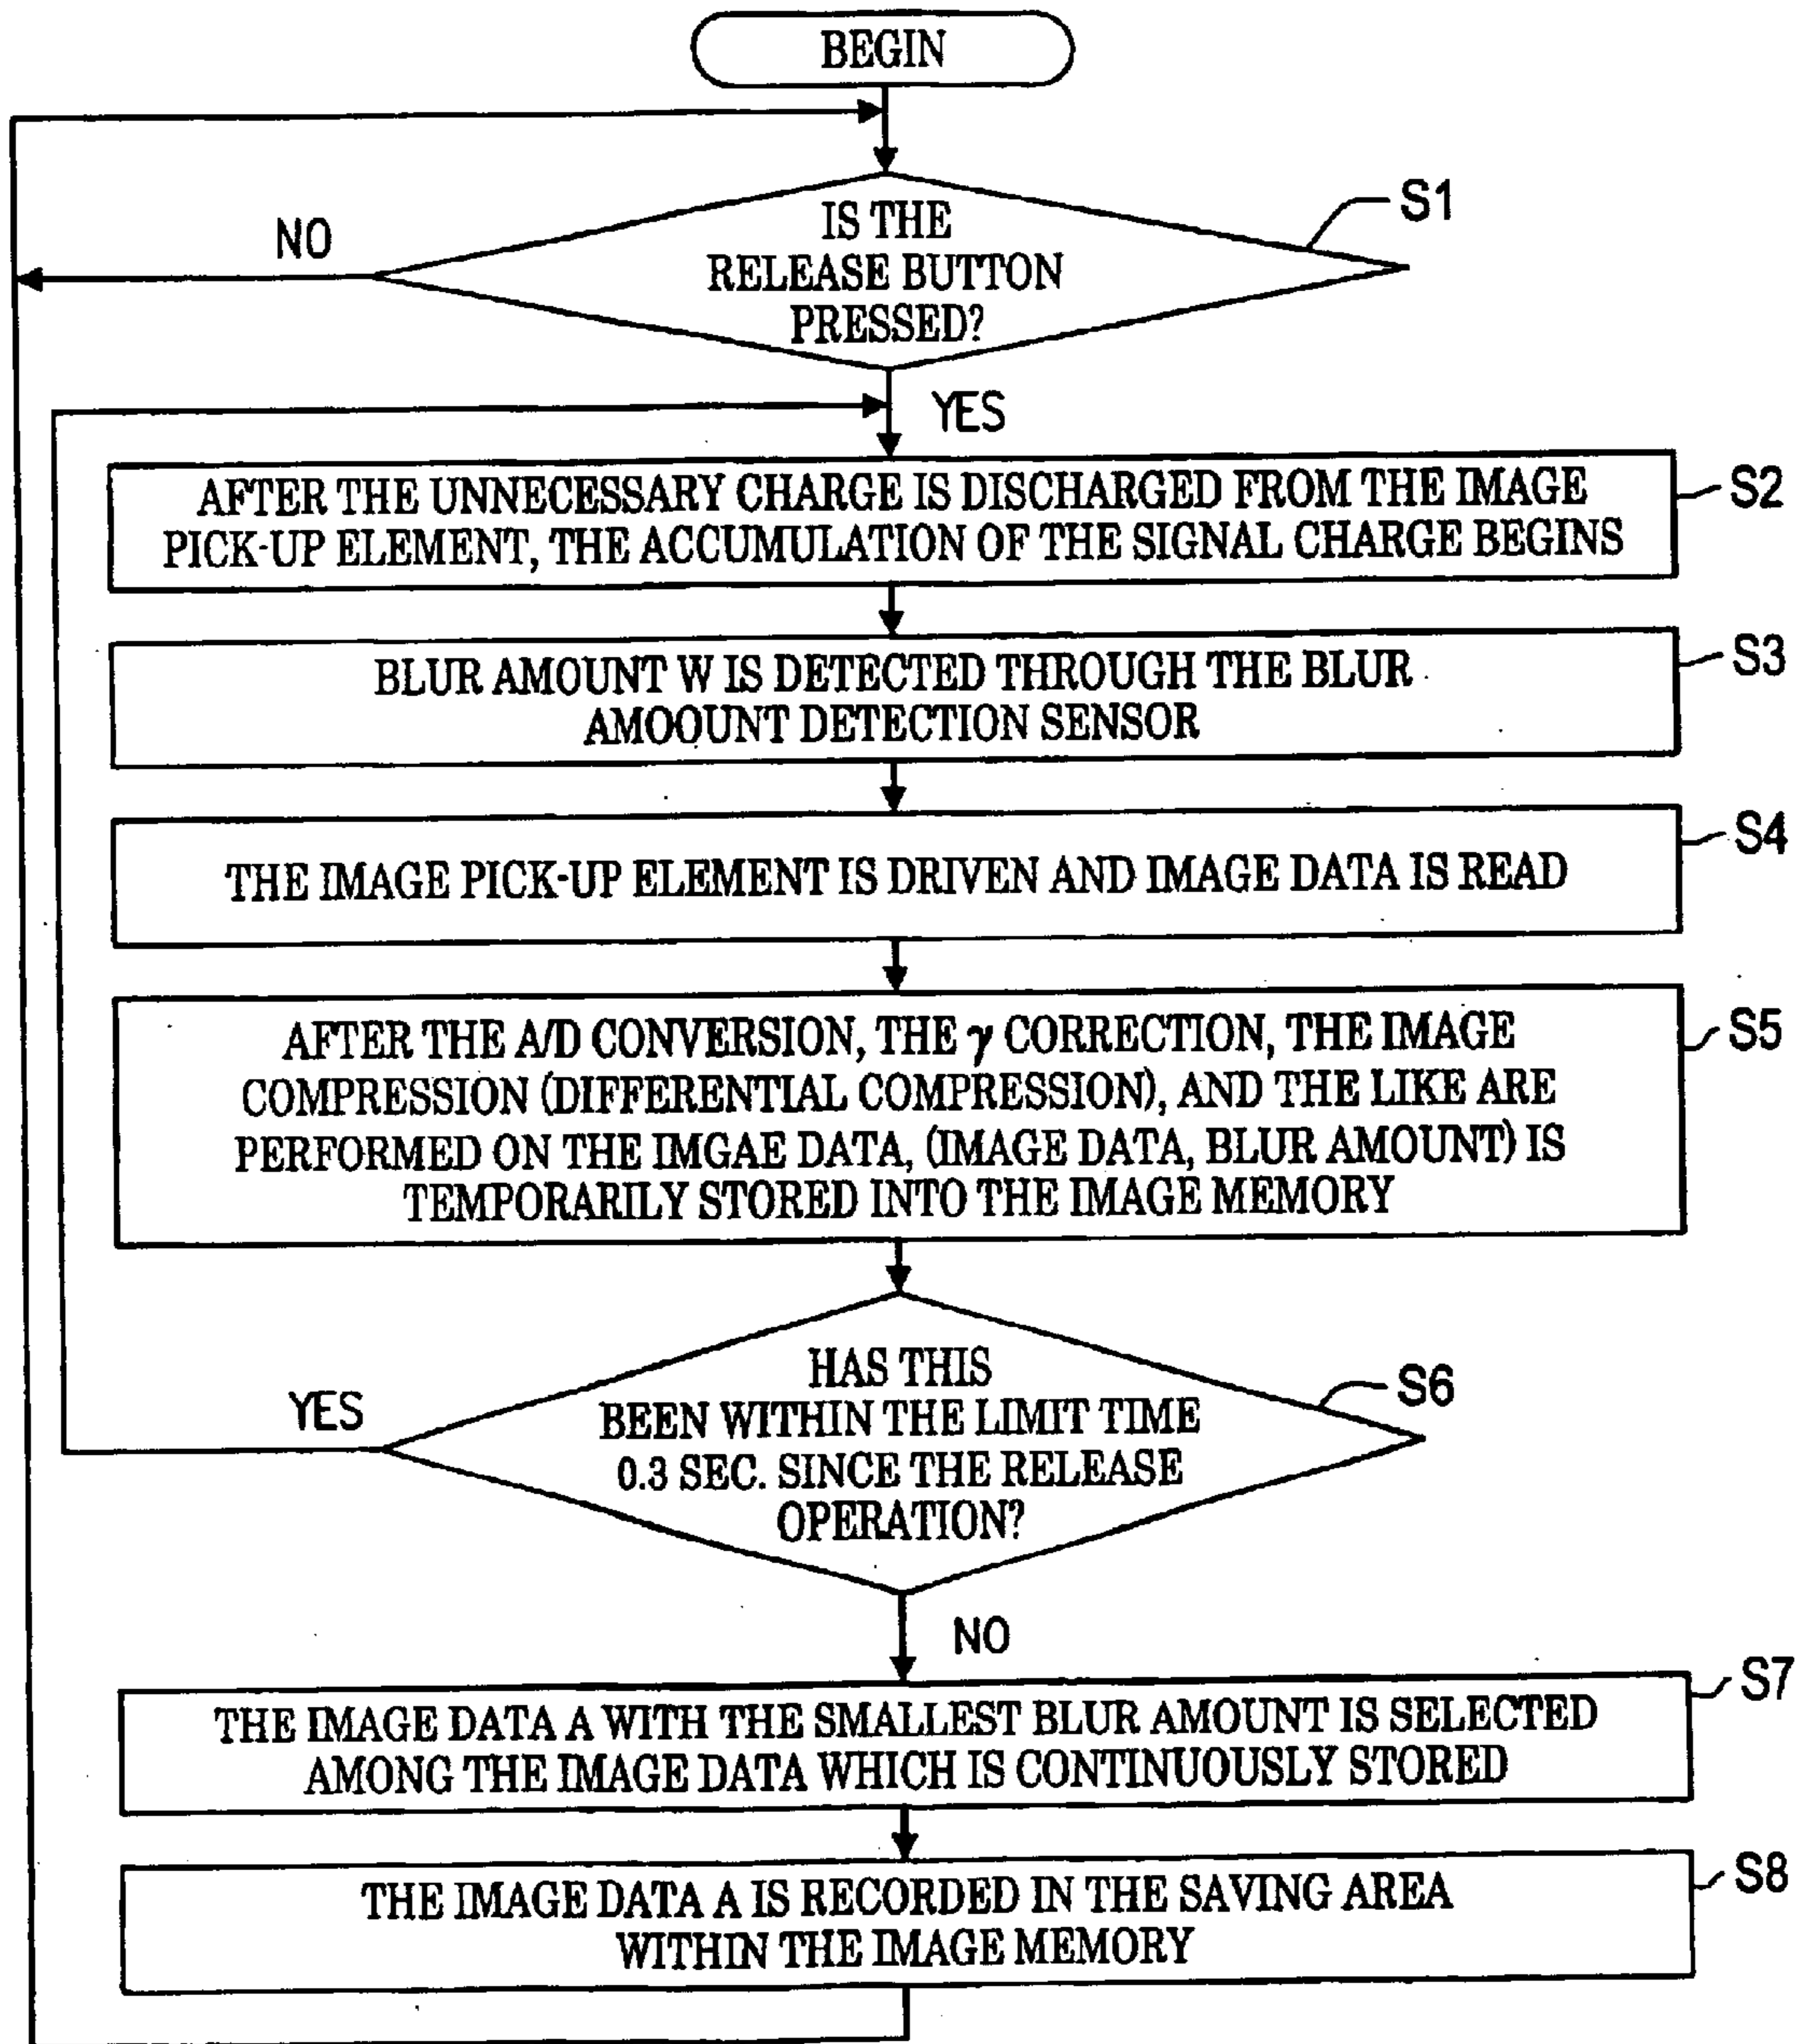 BEGIN
IS THE
RELEASE BUTTON
PRESSED?
S1
NO
YES
AFTER THE UNNECESSARY CHARGE IS DISCHARGED FROM THE IMAGE
PICK-UP ELEMENT, THE ACCUMULATION OF THE SIGNAL CHARGE BEGINS
S2
BLUR AMOUNT W IS DETECTED THROUGH THE BLUR
AMOOUNT DETECTION SENSOR
S3
THE IMAGE PICK-UP ELEMENT IS DRIVEN AND IMAGE DATA IS READ
S4
AFTER THE A/D CONVERSION, THE γ CORRECTION, THE IMAGE
COMPRESSION (DIFFERENTIAL COMPRESSION), AND THE LIKE ARE
PERFORMED ON THE IMGAE DATA, (IMAGE DATA, BLUR AMOUNT) IS
TEMPORARILY STORED INTO THE IMAGE MEMORY
S5
HAS THIS
BEEN WITHIN THE LIMIT TIME
0.3 SEC. SINCE THE RELEASE
OPERATION?
S6
YES
NO
THE IMAGE DATA A WITH THE SMALLEST BLUR AMOUNT IS SELECTED
AMONG THE IMAGE DATA WHICH IS CONTINUOUSLY STORED
S7
THE IMAGE DATA A IS RECORDED IN THE SAVING AREA
WITHIN THE IMAGE MEMORY
S8